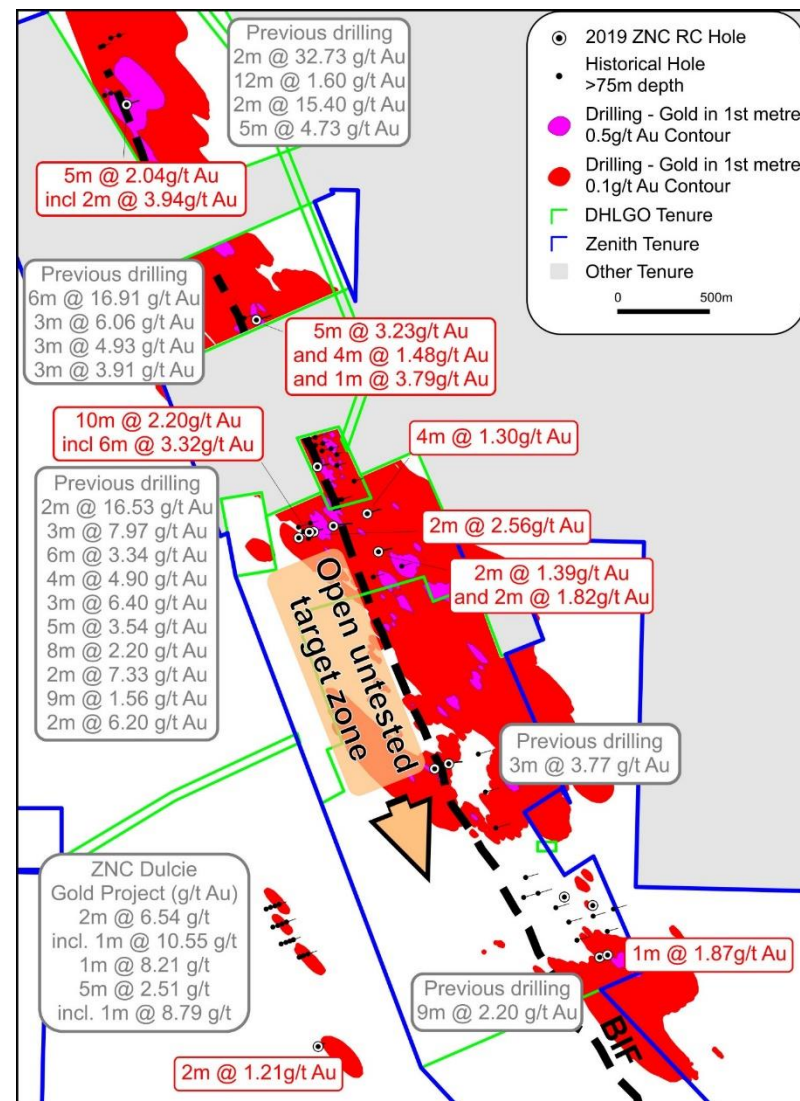 Previous drilling
2m @ 32.73 g/t Au
12m @ 1.60 g/t Au
2m @ 15.40 g/t Au
5m @ 4.73 g/t Au
2019 ZNC RC Hole
Historical Hole
>75m depth
Drilling - Gold in 1st metre
0.5g/t Au Contour
Drilling - Gold in 1st metre
0.1g/t Au Contour
DHLGO Tenure
Zenith Tenure
Other Tenure
0 500m
5m @ 2.04g/t Au
incl 2m @ 3.94g/t Au
Previous drilling
6m @ 16.91 g/t Au
3m @ 6.06 g/t Au
3m @ 4.93 g/t Au
3m @ 3.91 g/t Au
5m @ 3.23g/t Au
and 4m @ 1.48g/t Au
and 1m @ 3.79g/t Au
10m @ 2.20g/t Au
incl 6m @ 3.32g/t Au
4m @ 1.30g/t Au
Previous drilling
2m @ 16.53 g/t Au
3m @ 7.97 g/t Au
6m @ 3.34 g/t Au
4m @ 4.90 g/t Au
3m @ 6.40 g/t Au
5m @ 3.54 g/t Au
8m @ 2.20 g/t Au
2m @ 7.33 g/t Au
9m @ 1.56 g/t Au
2m @ 6.20 g/t Au
2m @ 2.56g/t Au
2m @ 1.39g/t Au
and 2m @ 1.82g/t Au
Open untested
target zone
Previous drilling
3m @ 3.77 g/t Au
ZNC Dulcie
Gold Project (g/t Au)
2m @ 6.54 g/t
incl. 1m @ 10.55 g/t
1m @ 8.21 g/t
5m @ 2.51 g/t
incl. 1m @ 8.79 g/t
1m @ 1.87g/t Au
Previous drilling
9m @ 2.20 g/t Au
BIF
2m @ 1.21g/t Au